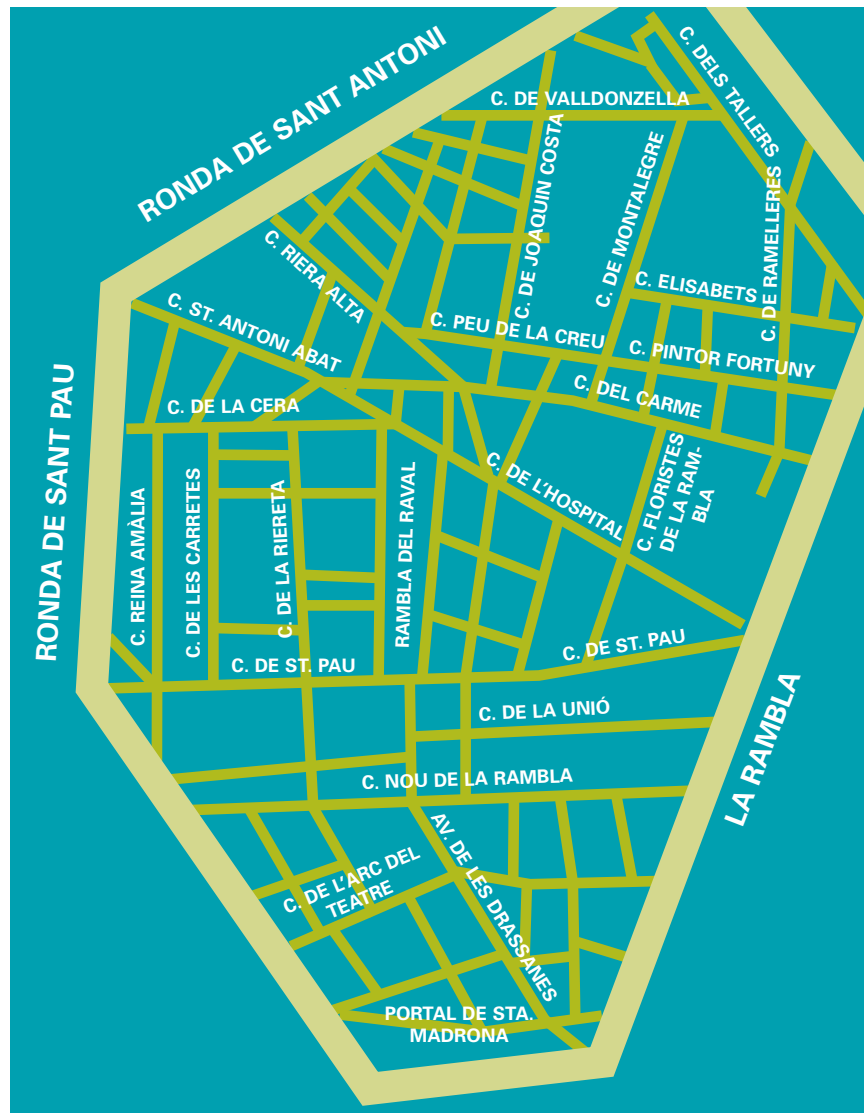 RONDA DE SANT ANTONI
C. DELS TALLERS
C. DE VALLDONZELLA
C. DE JOAQUIN COSTA
C. DE MONTALEGRE
C. DE RAMELLERES
C. RIERA ALTA
C. ELISABETS
C. ST. ANTONI ABAT
C. PEU DE LA CREU
C. PINTOR FORTUNY
C. DEL CARME
C. DE LA CERA
RONDA DE SANT PAU
C. REINA AMÀLIA
C. DE LES CARRETES
C. DE LA RIERETA
RAMBLA DEL RAVAL
C. DE L'HOSPITAL
C. FLORISTES
DE LA RAM-
BLA
C. DE ST. PAU
C. DE ST. PAU
C. DE LA UNIÓ
LA RAMBLA
C. NOU DE LA RAMBLA
AV. DE LES DRASSANES
C. DE L'ARC DEL
TEATRE
PORTAL DE STA.
MADRONA